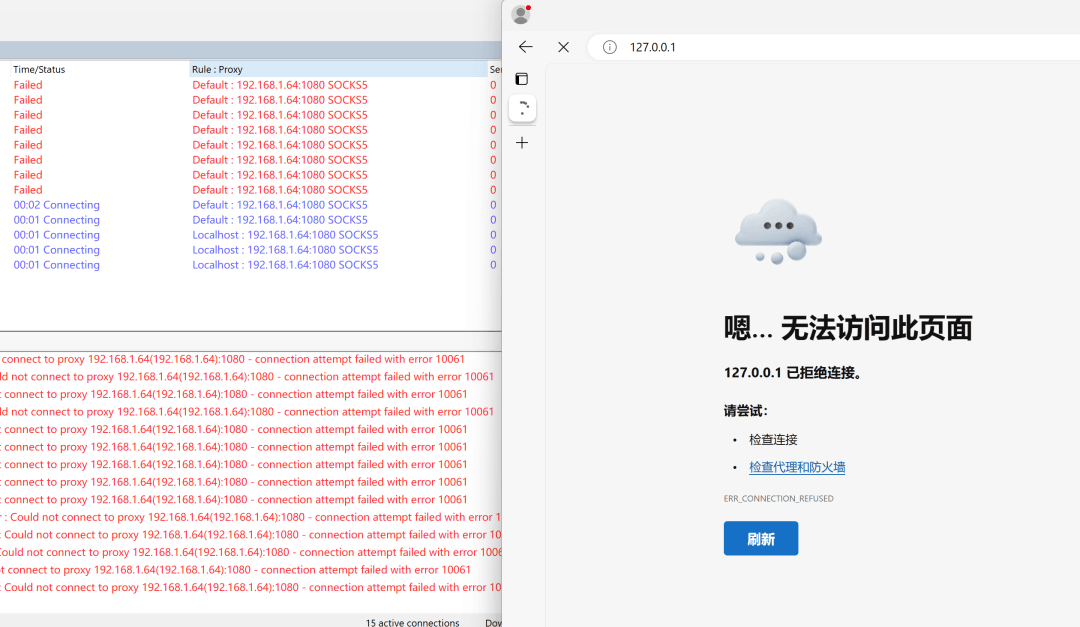 Time/Status Rule : Proxy
Failed Default : 192.168.1.64:1080 SOCKS5 0
Failed Default : 192.168.1.64:1080 SOCKS5 0
Failed Default : 192.168.1.64:1080 SOCKS5 0
Failed Default : 192.168.1.64:1080 SOCKS5 0
Failed Default : 192.168.1.64:1080 SOCKS5 0
Failed Default : 192.168.1.64:1080 SOCKS5 0
Failed Default : 192.168.1.64:1080 SOCKS5 0
Failed Default : 192.168.1.64:1080 SOCKS5 0
00:02 Connecting Default : 192.168.1.64:1080 SOCKS5 0
00:01 Connecting Default : 192.168.1.64:1080 SOCKS5 0
00:01 Connecting Localhost : 192.168.1.64:1080 SOCKS5 0
00:01 Connecting Localhost : 192.168.1.64:1080 SOCKS5 0
00:01 Connecting Localhost : 192.168.1.64:1080 SOCKS5 0
connect to proxy 192.168.1.64(192.168.1.64):1080 - connection attempt failed with error 10061
not connect to proxy 192.168.1.64(192.168.1.64):1080 - connection attempt failed with error 10061
connect to proxy 192.168.1.64(192.168.1.64):1080 - connection attempt failed with error 10061
not connect to proxy 192.168.1.64(192.168.1.64):1080 - connection attempt failed with error 10061
connect to proxy 192.168.1.64(192.168.1.64):1080 - connection attempt failed with error 10061
connect to proxy 192.168.1.64(192.168.1.64):1080 - connection attempt failed with error 10061
connect to proxy 192.168.1.64(192.168.1.64):1080 - connection attempt failed with error 10061
connect to proxy 192.168.1.64(192.168.1.64):1080 - connection attempt failed with error 10061
connect to proxy 192.168.1.64(192.168.1.64):1080 - connection attempt failed with error 10061
: Could not connect to proxy 192.168.1.64(192.168.1.64):1080 - connection attempt failed with error
: Could not connect to proxy 192.168.1.64(192.168.1.64):1080 - connection attempt failed with error
Could not connect to proxy 192.168.1.64(192.168.1.64):1080 - connection attempt failed with error
connect to proxy 192.168.1.64(192.168.1.64):1080 - connection attempt failed with error 10061
: Could not connect to proxy 192.168.1.64(192.168.1.64):1080 - connection attempt failed with error
15 active connections
127.0.0.1
嗯… 无法访问此页面
127.0.0.1 已拒绝连接。
请尝试:
• 检查连接
• 检查代理和防火墙
ERR_CONNECTION_REFUSED
刷新